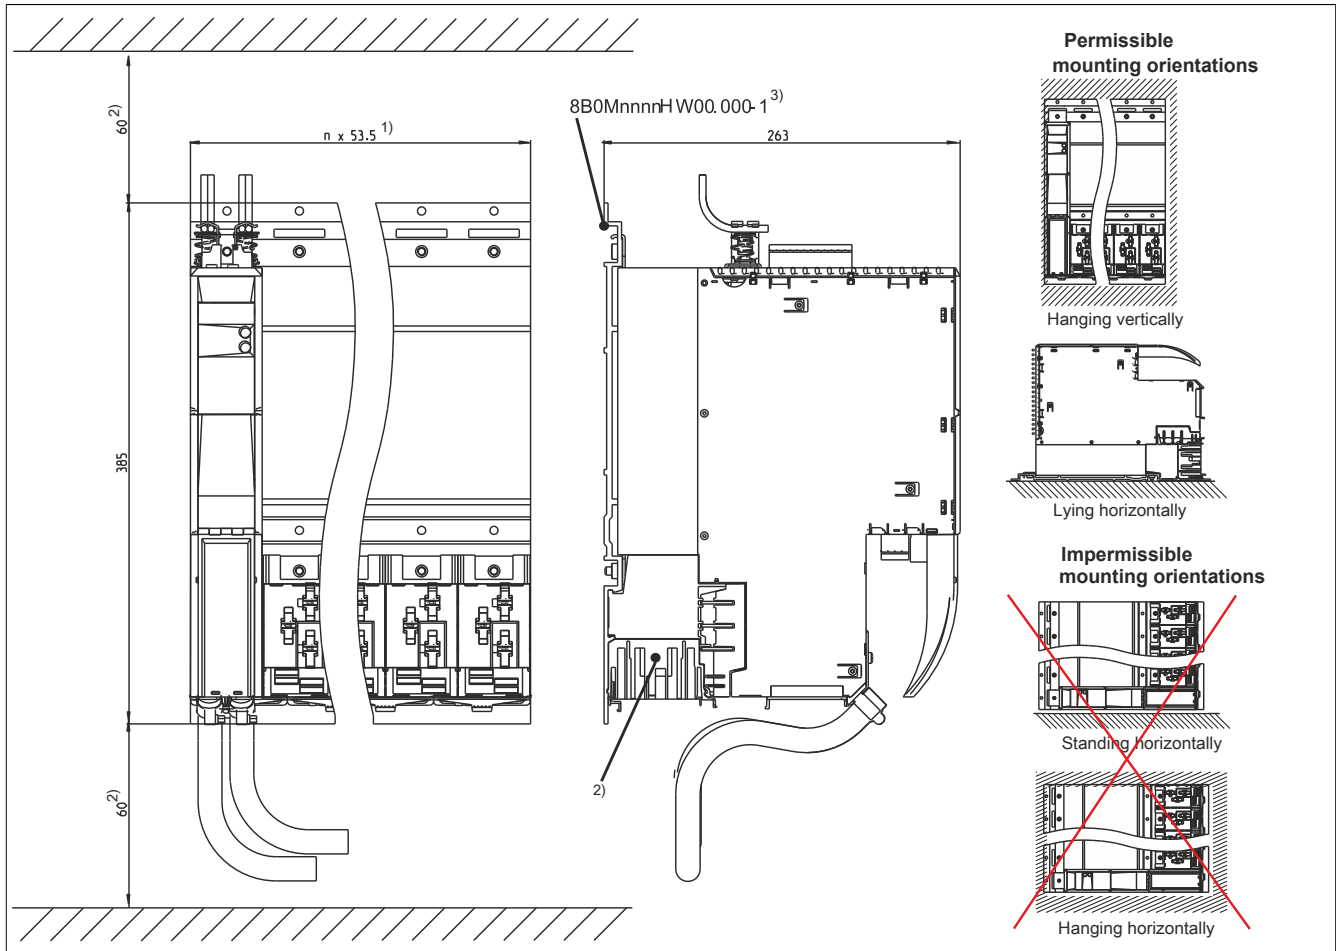 Permissible
mounting orientations
8B0MnnnnHW00.000-1 3)
60 2)
n x 53.5 1)
263
Hanging vertically
385
Lying horizontally
Impermissible
mounting orientations
Standing horizontally
2)
60 2)
Hanging horizontally